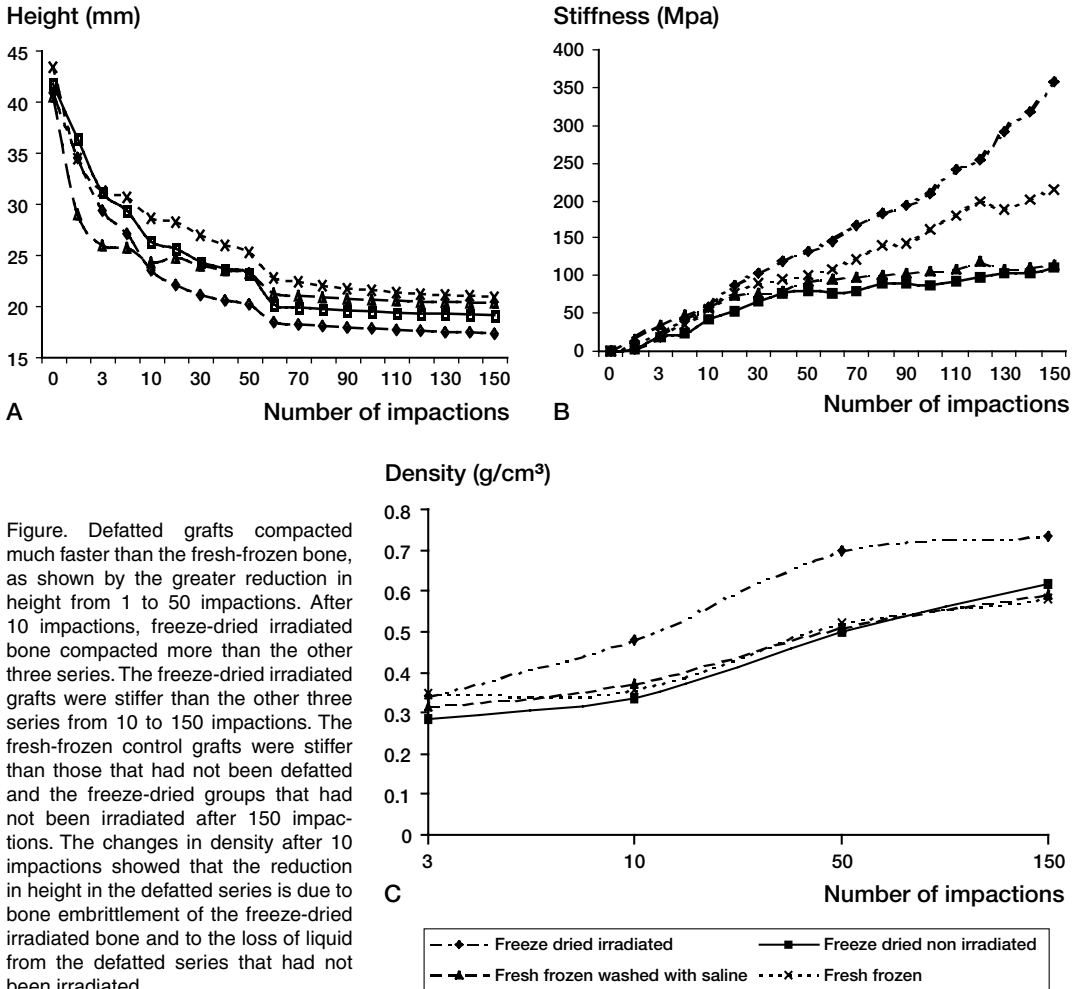 Height (mm)
45
40
35
30
25
20
15
0 3 10 30 50 70 90 110 130 150
A
Number of impactions
Stiffness (Mpa)
400
350
300
250
200
150
100
50
0
0 3 10 30 50 70 90 110 130 150
B
Number of impactions
Density (g/cm³)
0.8
0.7
0.6
0.5
0.4
0.3
0.2
0.1
0
3 10 50 150
C
Number of impactions
Freeze dried irradiated
Freeze dried non irradiated
Fresh frozen washed with saline
Fresh frozen
Figure. Defatted grafts compacted
much faster than the fresh-frozen bone,
as shown by the greater reduction in
height from 1 to 50 impactions. After
10 impactions, freeze-dried irradiated
bone compacted more than the other
three series. The freeze-dried irradiated
grafts were stiffer than the other three
series from 10 to 150 impactions. The
fresh-frozen control grafts were stiffer
than those that had not been defatted
and the freeze-dried groups that had
not been irradiated after 150 impac-
tions. The changes in density after 10
impactions showed that the reduction
in height in the defatted series is due to
bone embrittlement of the freeze-dried
irradiated bone and to the loss of liquid
from the defatted series that had not
been irradiated